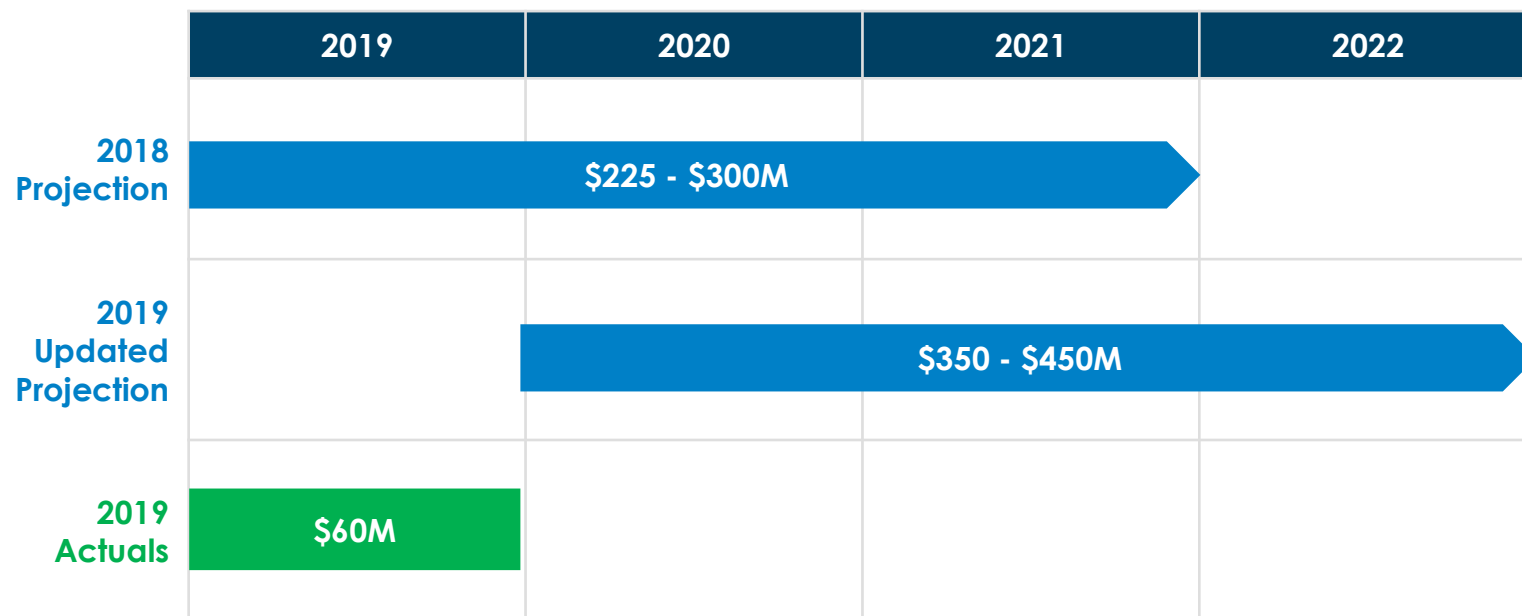 2019 2020 2021 2022
2018
Projection
$225 - $300M
2019
Updated
Projection
$350 - $450M
2019
Actuals
$60M